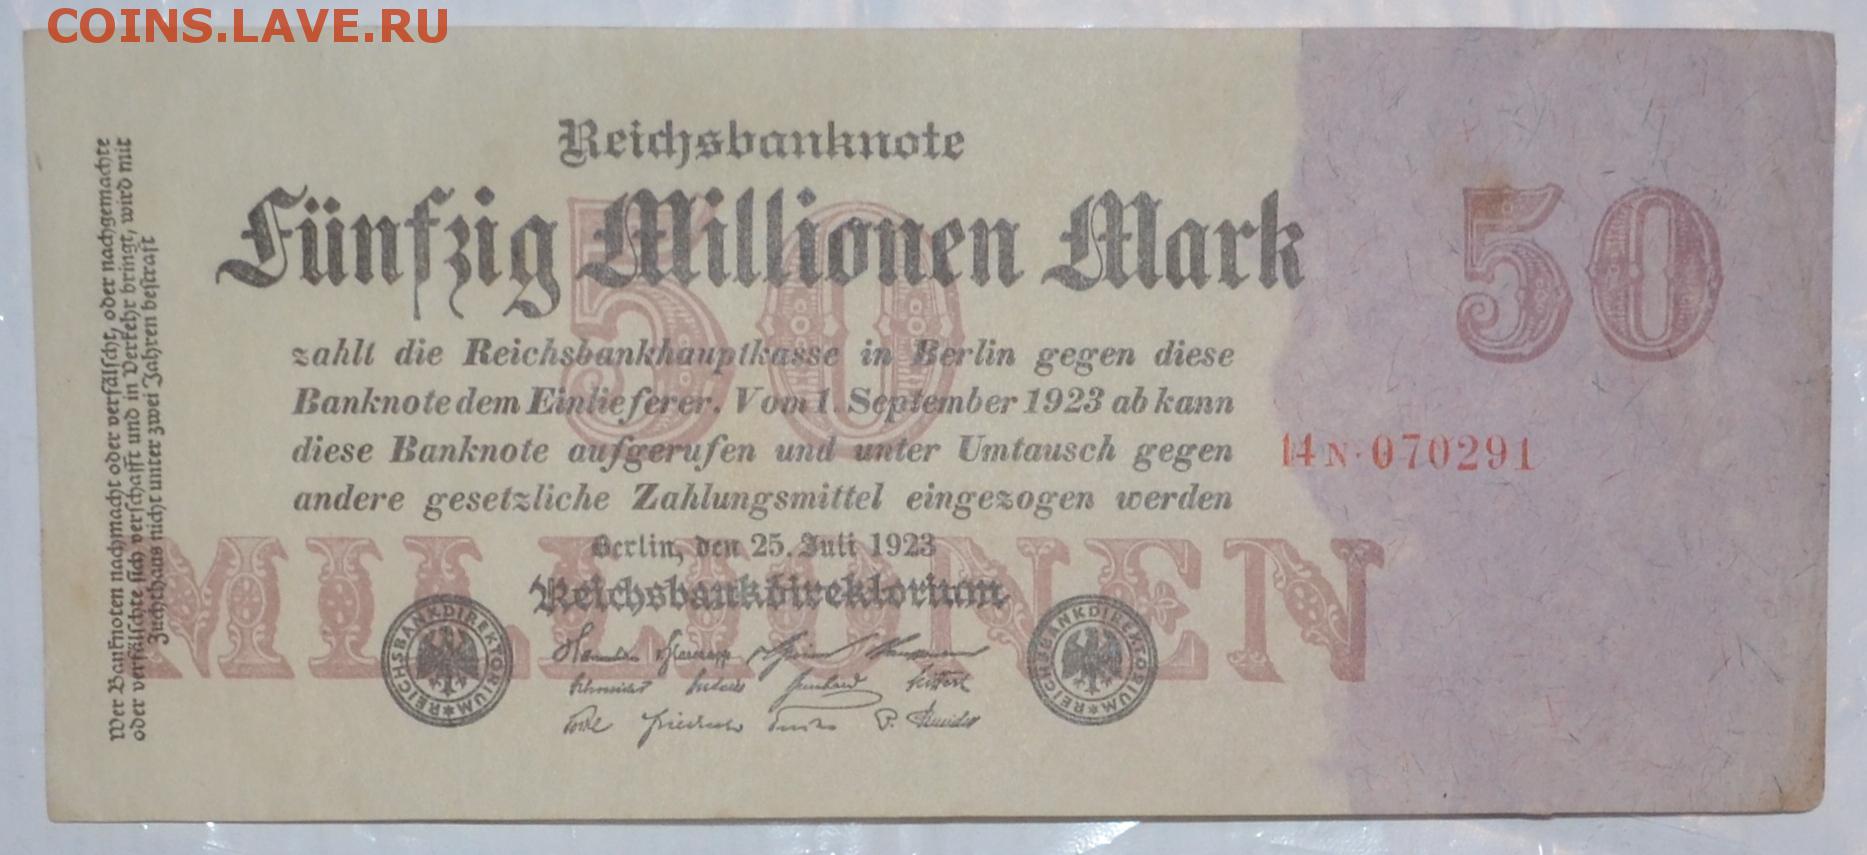 COINS.LAVE.RU
Reichsbanknote
Fünfzig Millionen Mark
50
50
zahlt die Reichsbankhauptkasse in Berlin gegen diese
Banknote dem Einlieferer. Vom 1. September 1923 ab kann
diese Banknote aufgerufen und unter Umtausch gegen
andere gesetzliche Zahlungsmittel eingezogen werden
14N·070291
MILLIONEN
Berlin, den 25. Juli 1923
Reichsbankdirektorium
REICHSBANKDIREKTORIUM*
REICHSBANKDIREKTORIUM*
Wer Banknoten nachmacht oder verfälscht, oder nachgemachte
oder verfälschte sich verschafft und in Verkehr bringt, wird mit
Zuchthaus nicht unter zwei Jahren bestraft